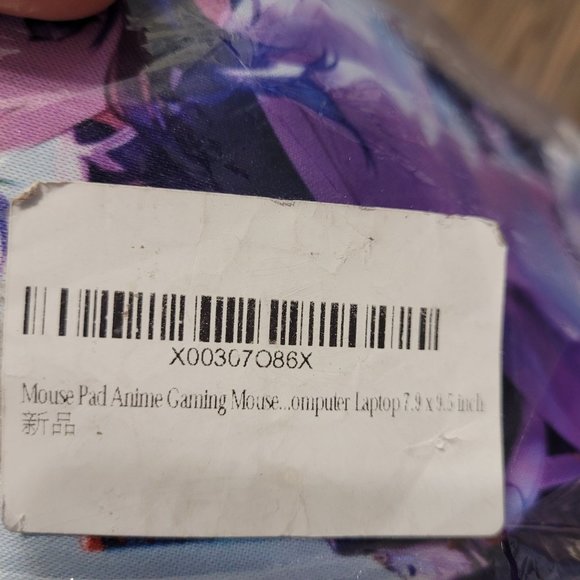 X00307O86X
Mouse Pad Anime Gaming Mouse...omputer Laptop 7.9 x 9.5 inch
新品